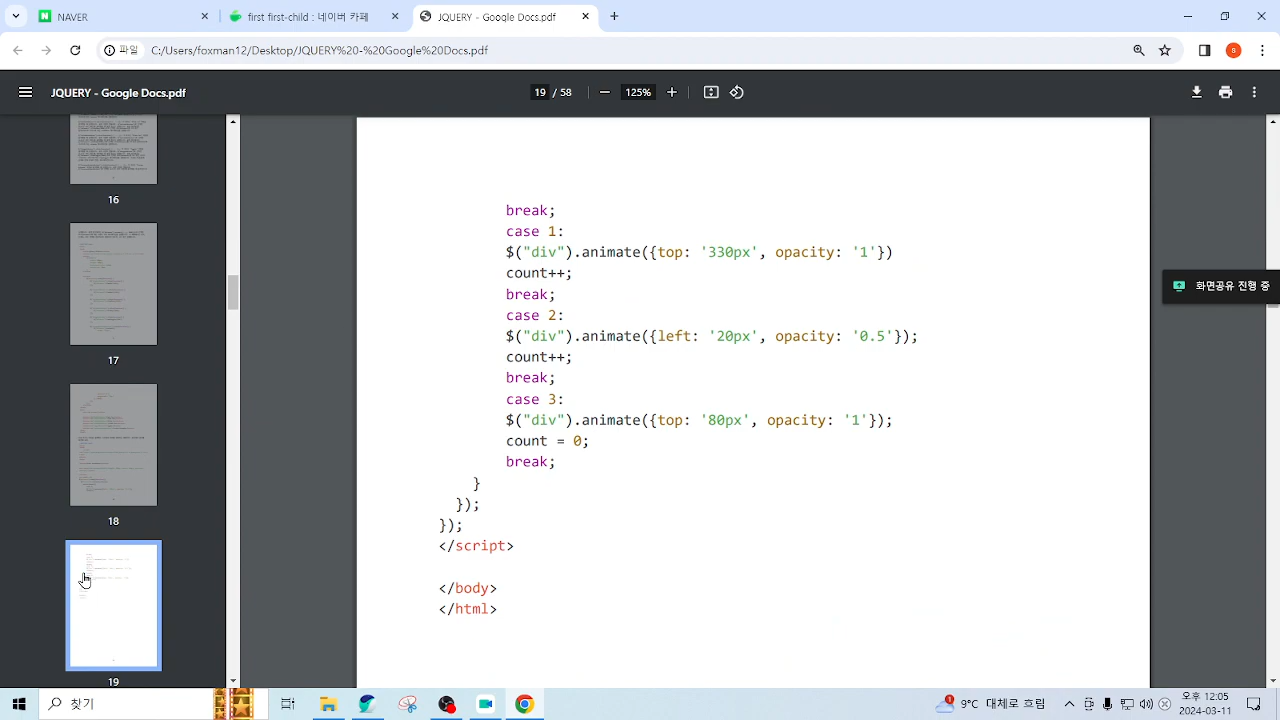 NAVER
first first-child : 네이버 카페
JQUERY - Google Docs.pdf
파일
C:/Users/foxman12/Desktop/JQUERY%20-%20Google%20Docs.pdf
s
JQUERY - Google Docs.pdf
19 / 58
125%
16
17
18
19
break;
case 1:
$("div").animate({top: '330px', opacity: '1'})
count++;
break;
case 2:
$("div").animate({left: '20px', opacity: '0.5'});
count++;
break;
case 3:
$("div").animate({top: '80px', opacity: '1'});
count = 0;
break;
}
});
});
</script>
</body>
</html>
화면공유 진행
찾기
1
9°C 대체로 흐림
오후 12:05
2024-03-11